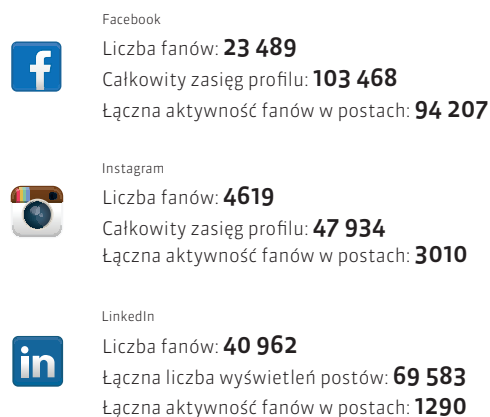 Facebook
Liczba fanów: 23 489
Całkowity zasięg profilu: 103 468
Łączna aktywność fanów w postach: 94 207
Instagram
Liczba fanów: 4619
Całkowity zasięg profilu: 47 934
Łączna aktywność fanów w postach: 3010
LinkedIn
Liczba fanów: 40 962
Łączna liczba wyświetleń postów: 69 583
Łączna aktywność fanów w postach: 1290